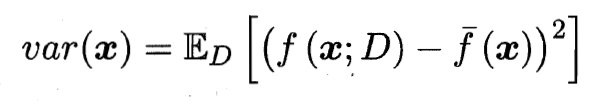 var(𝒙) = 𝔼_D [(f (𝒙; D) − f̄ (𝒙))²]